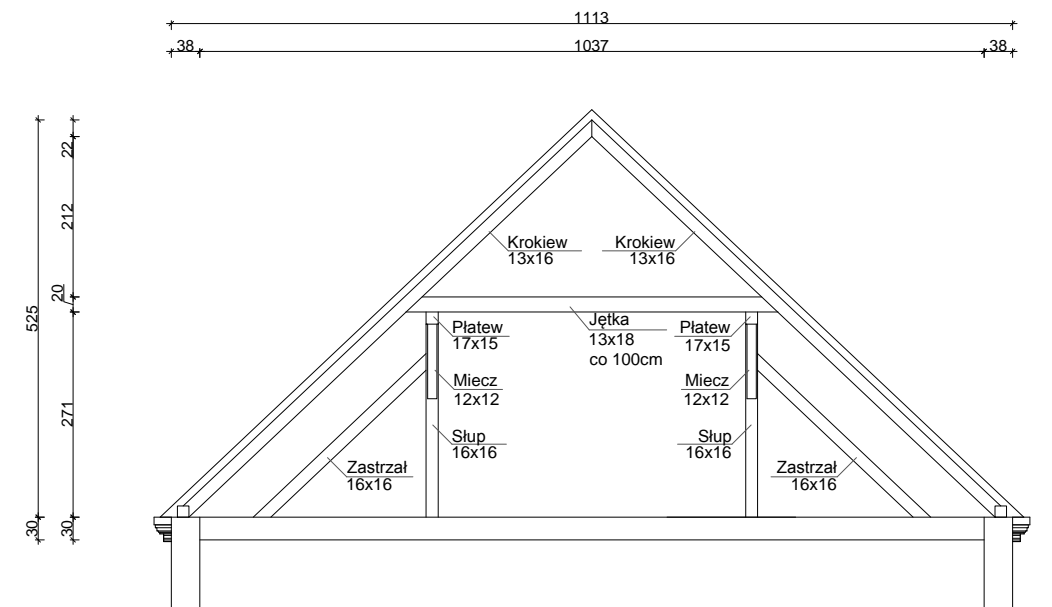 1113
38
1037
38
22
212
20
525
271
30
30
Krokiew
13x16
Krokiew
13x16
Jętka
13x18
co 100cm
Płatew
17x15
Płatew
17x15
Miecz
12x12
Miecz
12x12
Słup
16x16
Słup
16x16
Zastrzał
16x16
Zastrzał
16x16